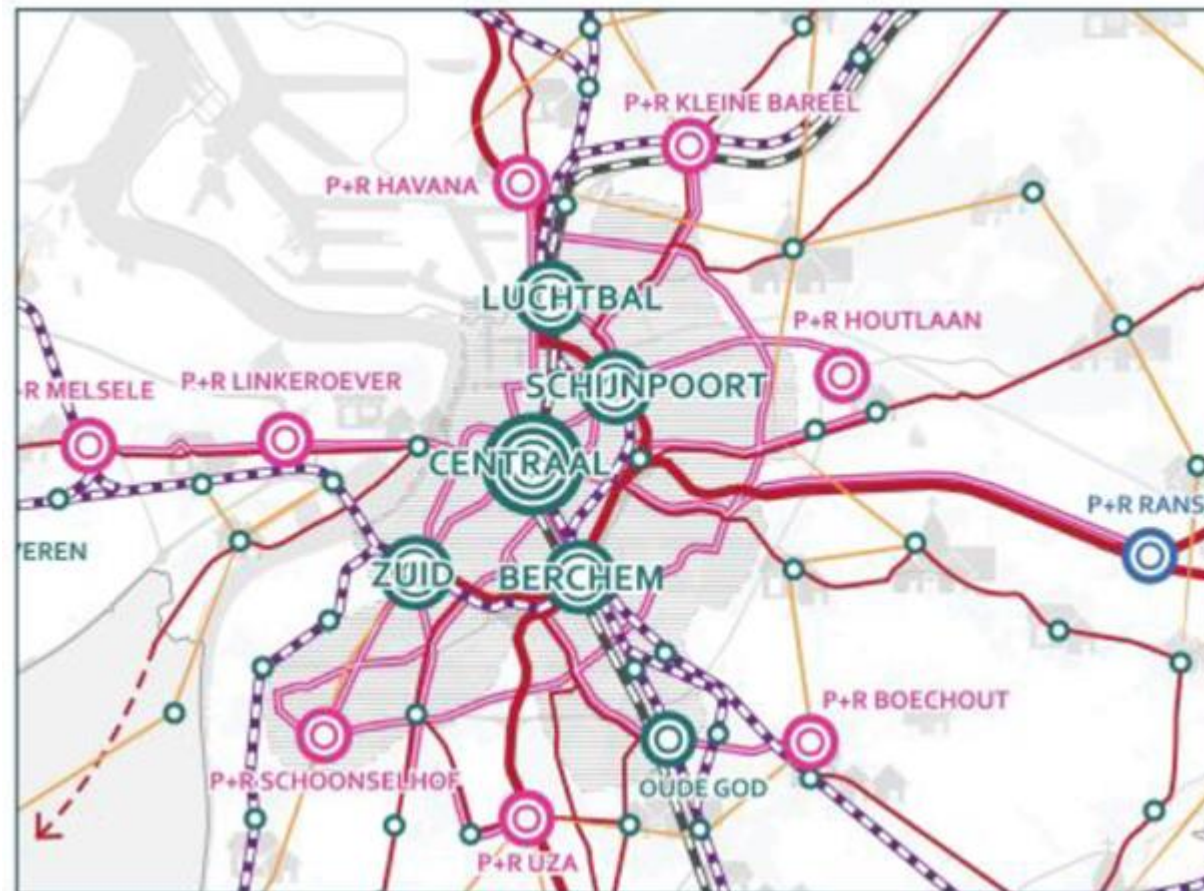 P+R KLEINE BAREEL
P+R HAVANA
LUCHTBAL
P+R HOUTLAAN
+R MELSELE
P+R LINKEROEVER
SCHIJNPOORT
CENTRAAL
P+R RANS
VEREN
ZUID
BERCHEM
P+R BOECHOUT
P+R SCHOONSELHOF
OUDE GOD
P+R UZA